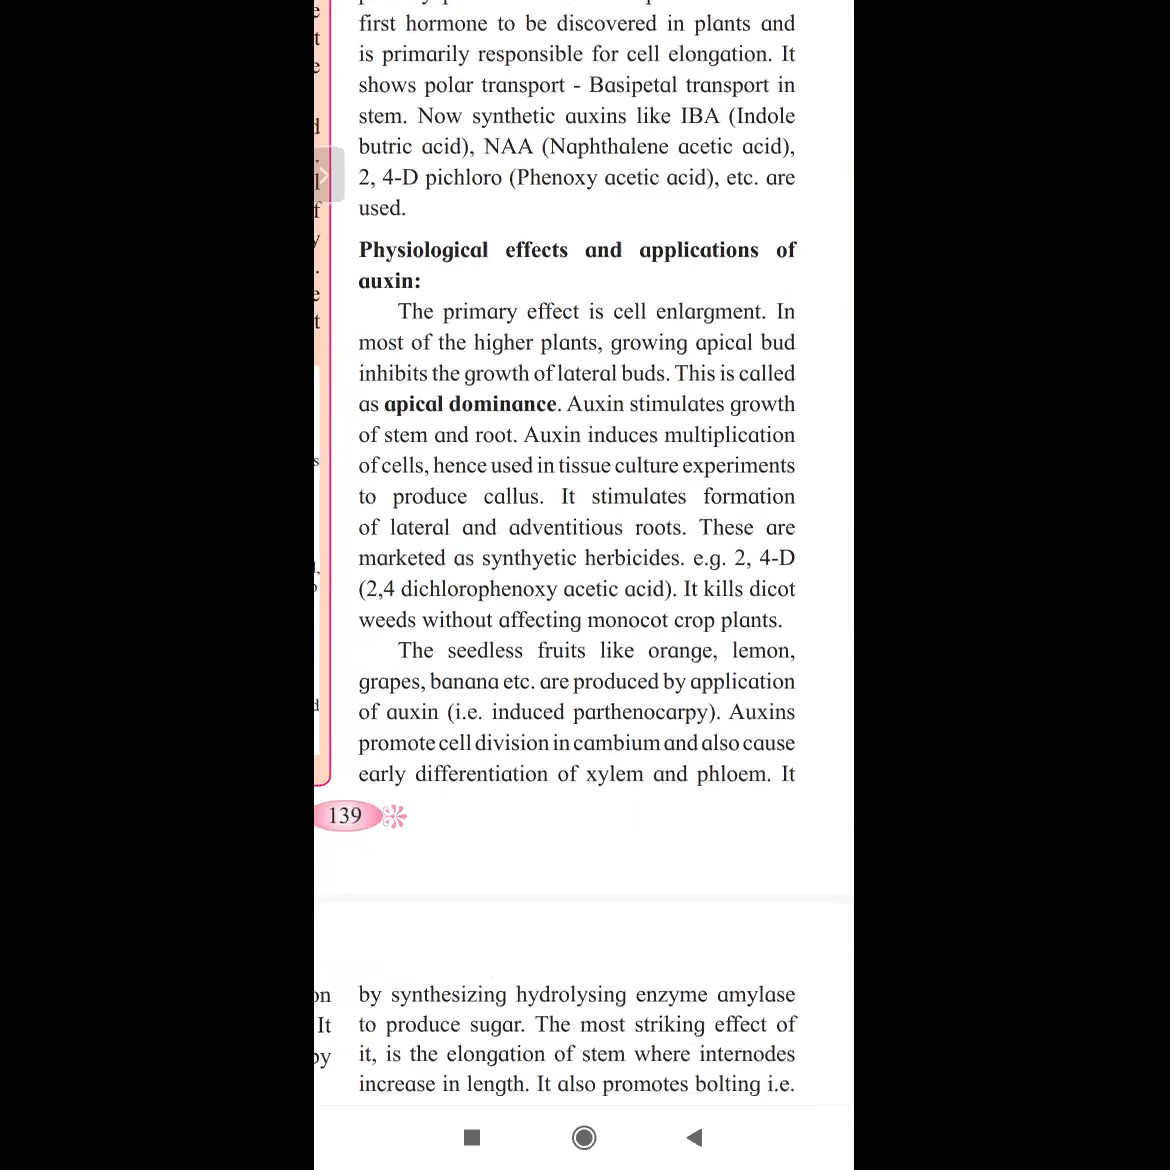 first hormone to be discovered in plants and
is primarily responsible for cell elongation. It
shows polar transport - Basipetal transport in
stem. Now synthetic auxins like IBA (Indole
butric acid), NAA (Naphthalene acetic acid),
2, 4-D pichloro (Phenoxy acetic acid), etc. are
used.
Physiological effects and applications of
auxin:
The primary effect is cell enlargment. In
most of the higher plants, growing apical bud
inhibits the growth of lateral buds. This is called
as apical dominance. Auxin stimulates growth
of stem and root. Auxin induces multiplication
of cells, hence used in tissue culture experiments
to produce callus. It stimulates formation
of lateral and adventitious roots. These are
marketed as synthyetic herbicides. e.g. 2, 4-D
(2,4 dichlorophenoxy acetic acid). It kills dicot
weeds without affecting monocot crop plants.
The seedless fruits like orange, lemon,
grapes, banana etc. are produced by application
of auxin (i.e. induced parthenocarpy). Auxins
promote cell division in cambium and also cause
early differentiation of xylem and phloem. It
139
on
It
by
by synthesizing hydrolysing enzyme amylase
to produce sugar. The most striking effect of
it, is the elongation of stem where internodes
increase in length. It also promotes bolting i.e.